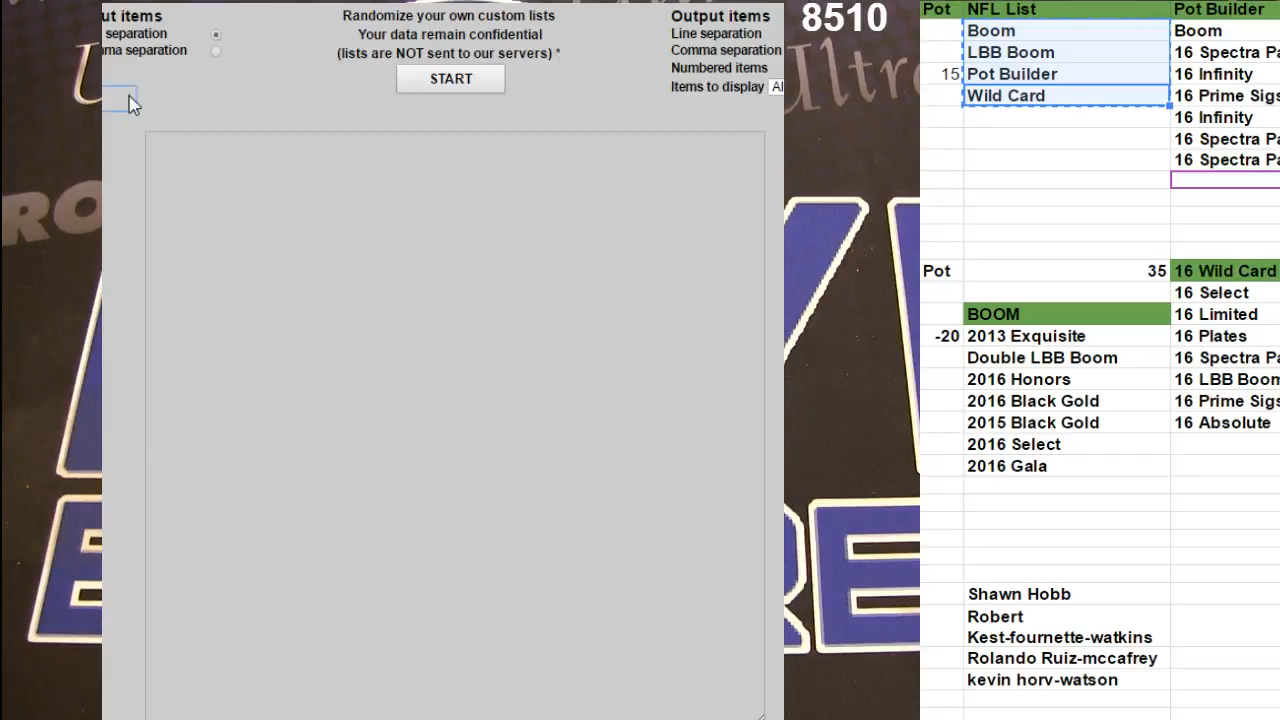 ut items
separation
ma separation
Randomize your own custom lists
Your data remain confidential
(lists are NOT sent to our servers) *
START
Output items
Line separation
Comma separation
Numbered items
Items to display
8510
Pot
NFL List
Pot Builder
Boom
Boom
LBB Boom
16 Spectra Pa
15
Pot Builder
16 Infinity
Wild Card
16 Prime Sigs
16 Infinity
16 Spectra Pa
16 Spectra Pa
Pot
35
16 Wild Card
16 Select
BOOM
16 Limited
-20
2013 Exquisite
16 Plates
Double LBB Boom
16 Spectra Pa
2016 Honors
16 LBB Boom
2016 Black Gold
16 Prime Sigs
2015 Black Gold
16 Absolute
2016 Select
2016 Gala
Shawn Hobb
Robert
Kest-fournette-watkins
Rolando Ruiz-mccafrey
kevin horv-watson